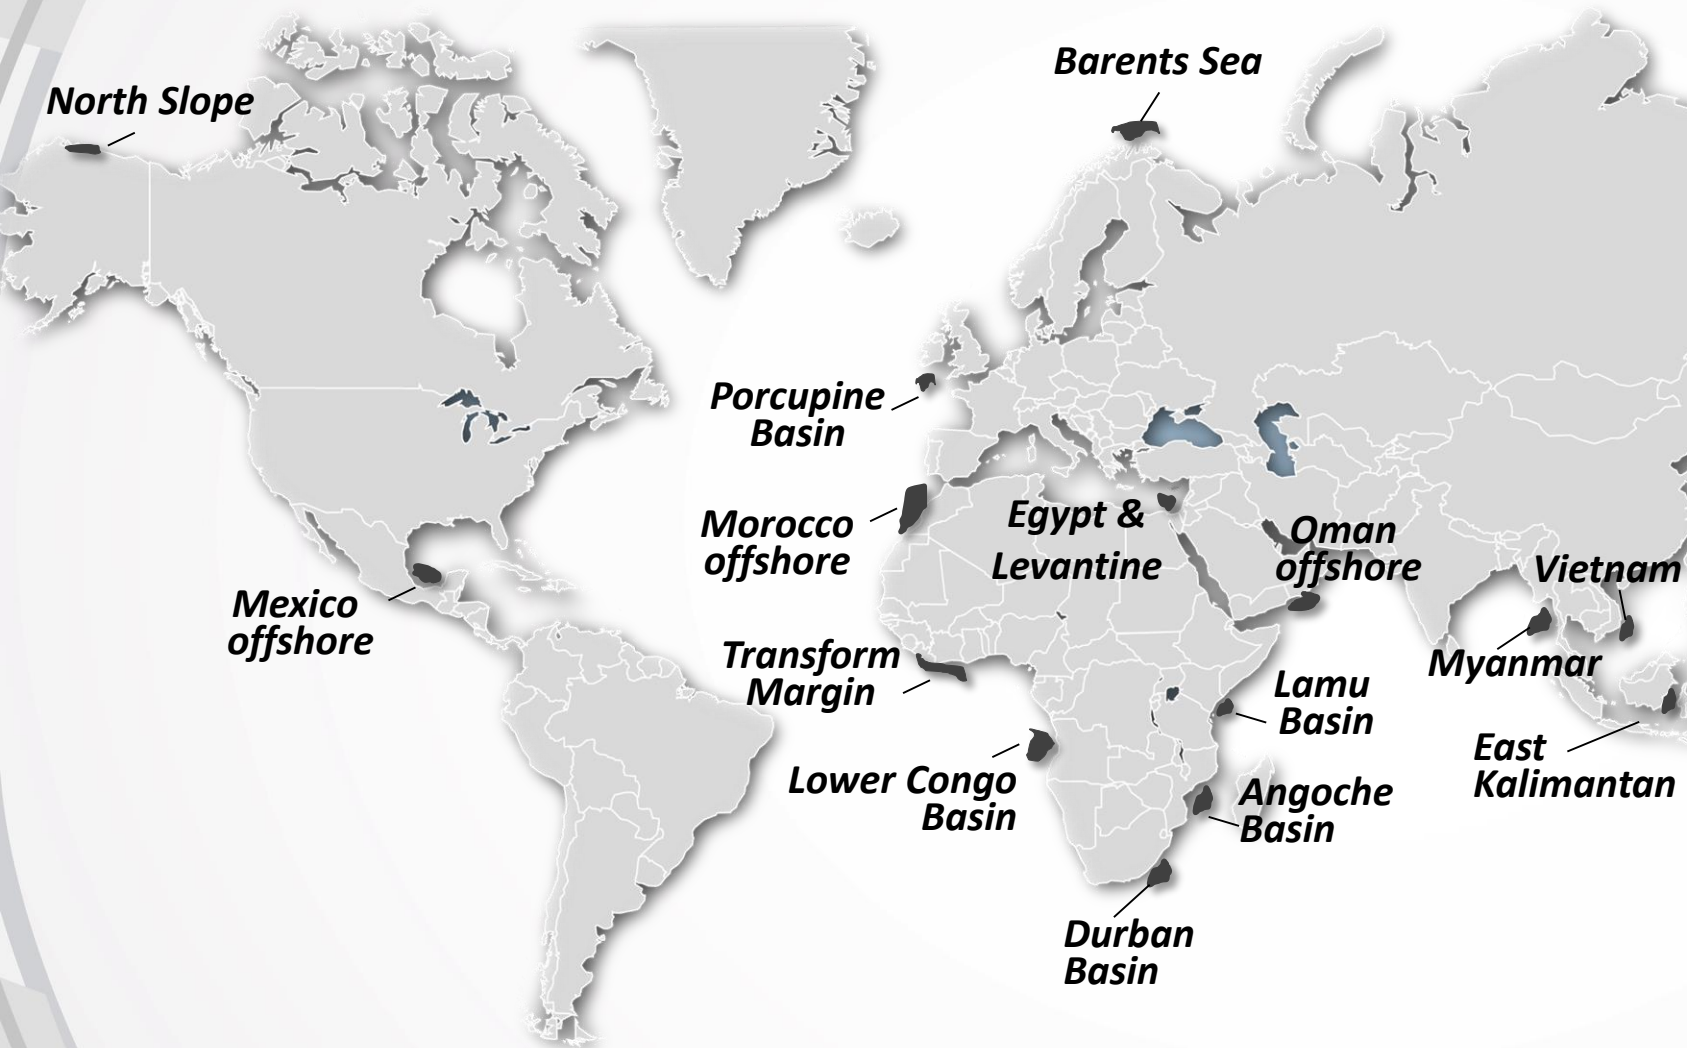 Barents Sea
North Slope
Porcupine
Basin
Morocco
offshore
Egypt &
Levantine
Oman
offshore
Vietnam
Mexico
offshore
Transform
Margin
Myanmar
Lamu
Basin
Lower Congo
Basin
East
Kalimantan
Angoche
Basin
Durban
Basin